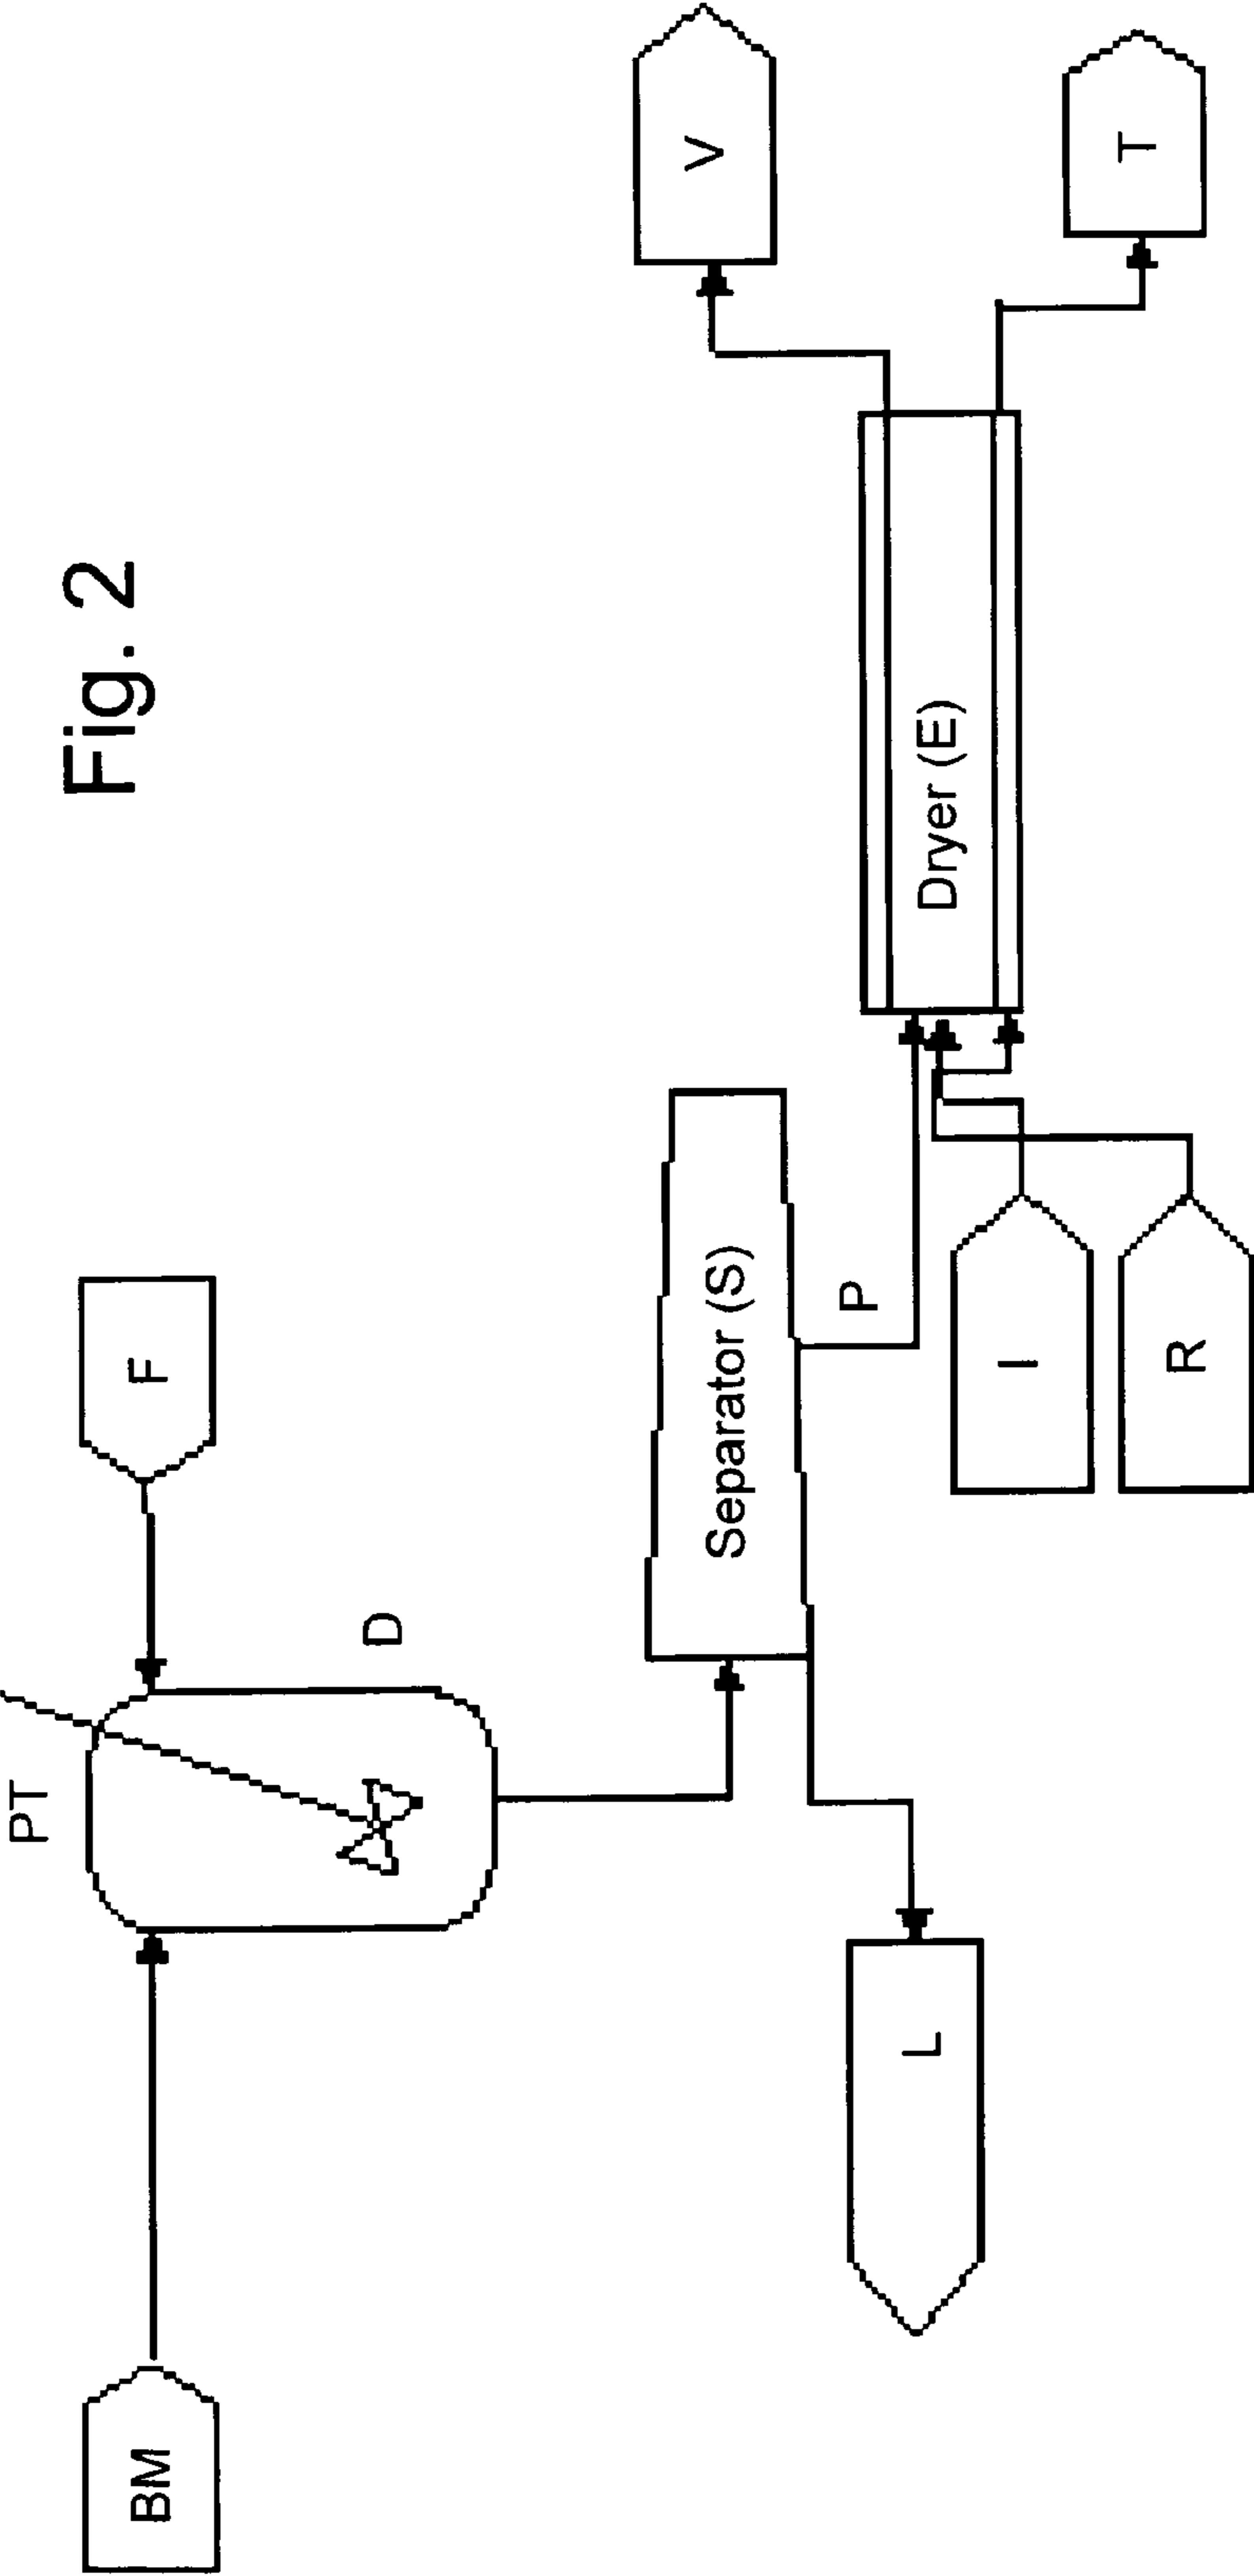 Fig. 2
PT
BM
F
D
Separator (S)
P
L
I
R
Dryer (E)
V
T